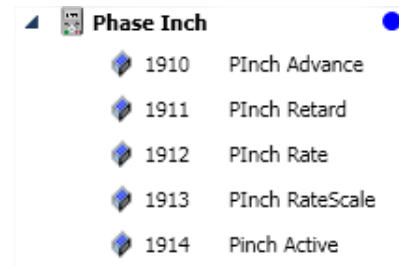 Phase Inch
1910 PInch Advance
1911 PInch Retard
1912 PInch Rate
1913 PInch RateScale
1914 Pinch Active